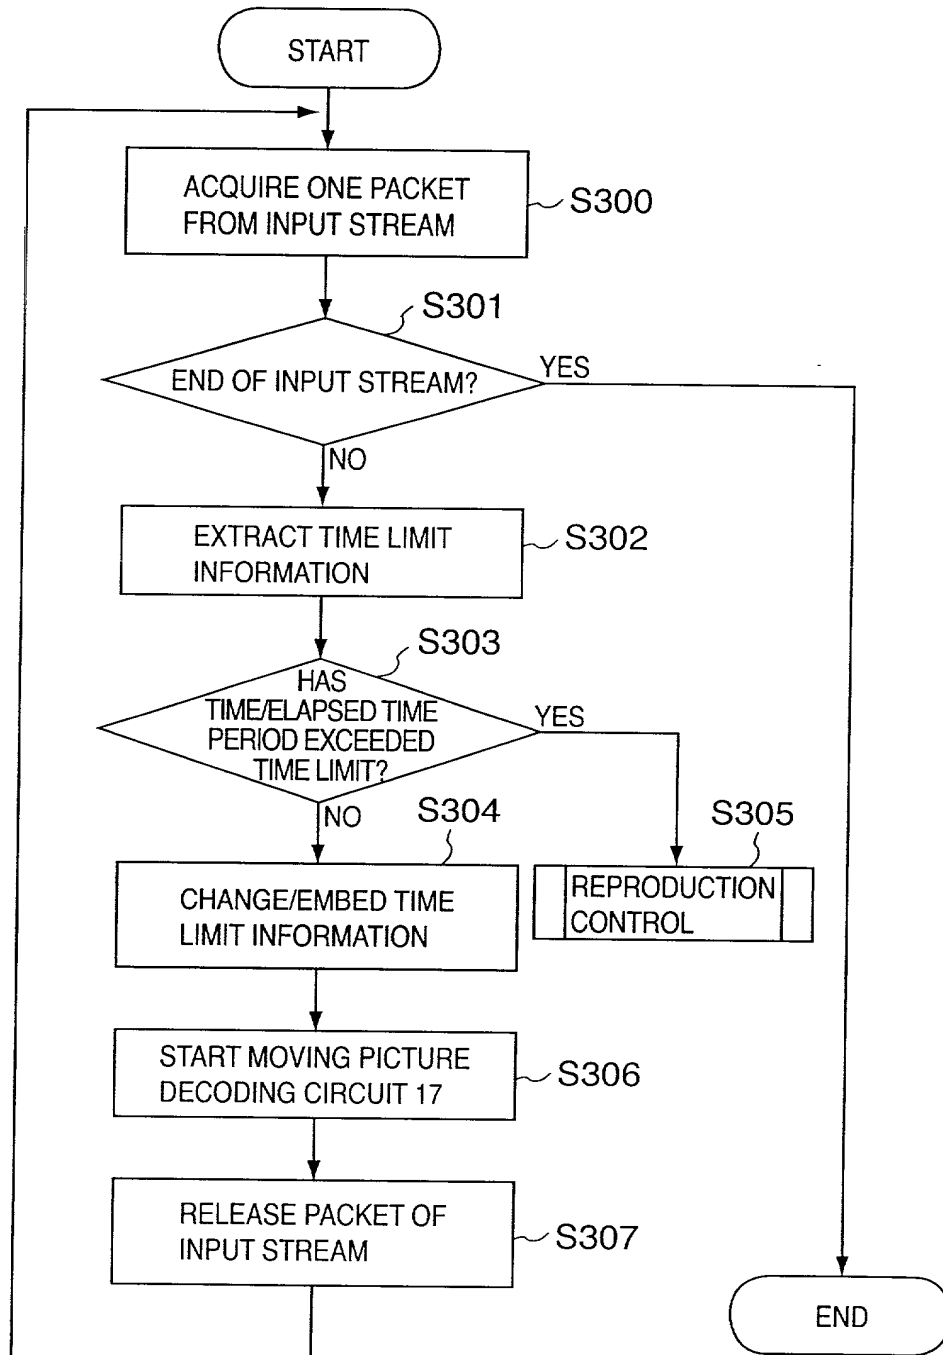 START
ACQUIRE ONE PACKET
FROM INPUT STREAM
S300
S301
END OF INPUT STREAM?
YES
NO
EXTRACT TIME LIMIT
INFORMATION
S302
S303
HAS
TIME/ELAPSED TIME
PERIOD EXCEEDED
TIME LIMIT?
YES
NO
S304
S305
CHANGE/EMBED TIME
LIMIT INFORMATION
REPRODUCTION
CONTROL
START MOVING PICTURE
DECODING CIRCUIT 17
S306
RELEASE PACKET OF
INPUT STREAM
S307
END